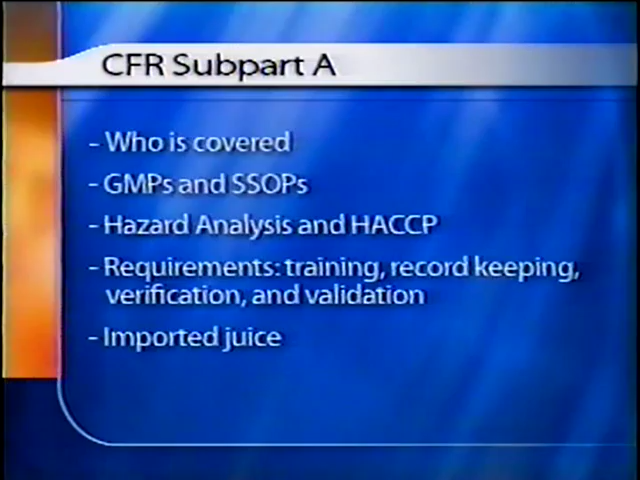 CFR Subpart A
- Who is covered
- GMPs and SSOPs
- Hazard Analysis and HACCP
- Requirements: training, record keeping,
verification, and validation
- Imported juice